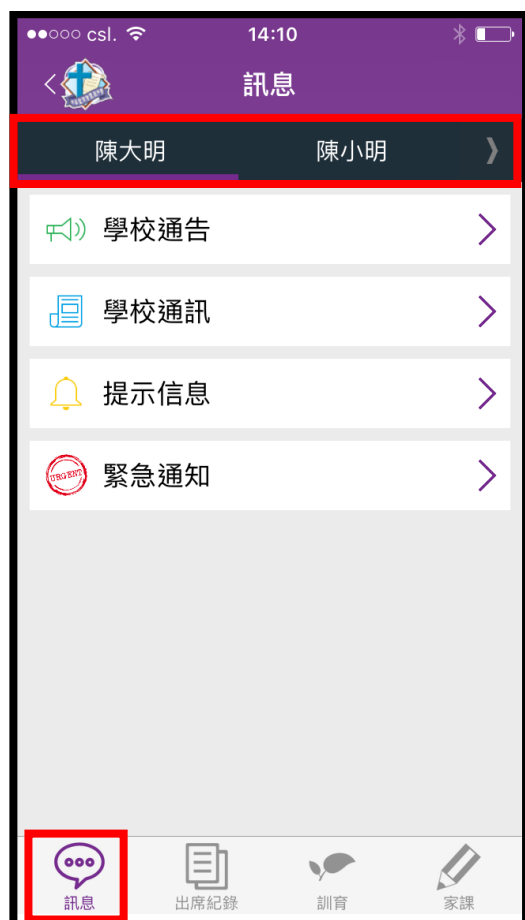 csl. 14:10
訊息
陳大明 陳小明
學校通告
學校通訊
提示信息
URGENT 緊急通知
訊息 出席紀錄 訓育 家課